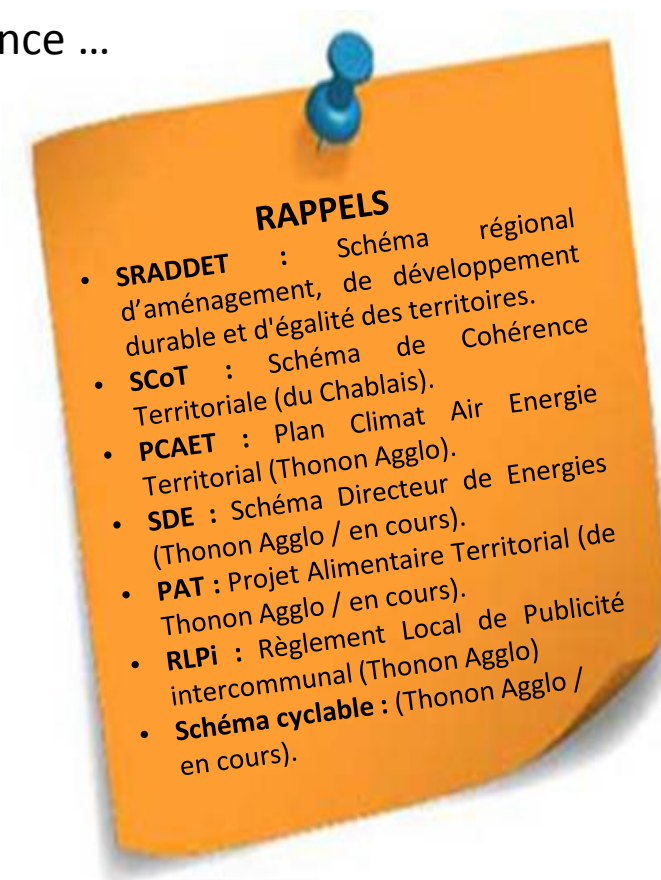 nce ...
RAPPELS
• SRADDET : Schéma régional
d'aménagement, de développement
durable et d'égalité des territoires.
• SCoT : Schéma de Cohérence
Territoriale (du Chablais).
• PCAET : Plan Climat Air Energie
Territorial (Thonon Agglo).
• SDE : Schéma Directeur de Energies
(Thonon Agglo / en cours).
• PAT : Projet Alimentaire Territorial (de
Thonon Agglo / en cours).
• RLPi : Règlement Local de Publicité
intercommunal (Thonon Agglo)
• Schéma cyclable : (Thonon Agglo /
en cours).